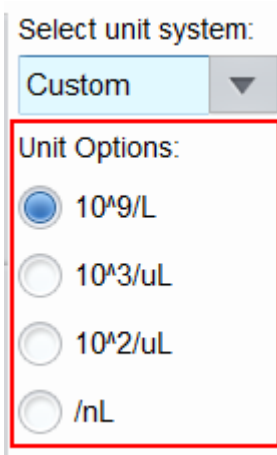 Select unit system:
Custom
Unit Options:
10^9/L
10^3/uL
10^2/uL
/nL